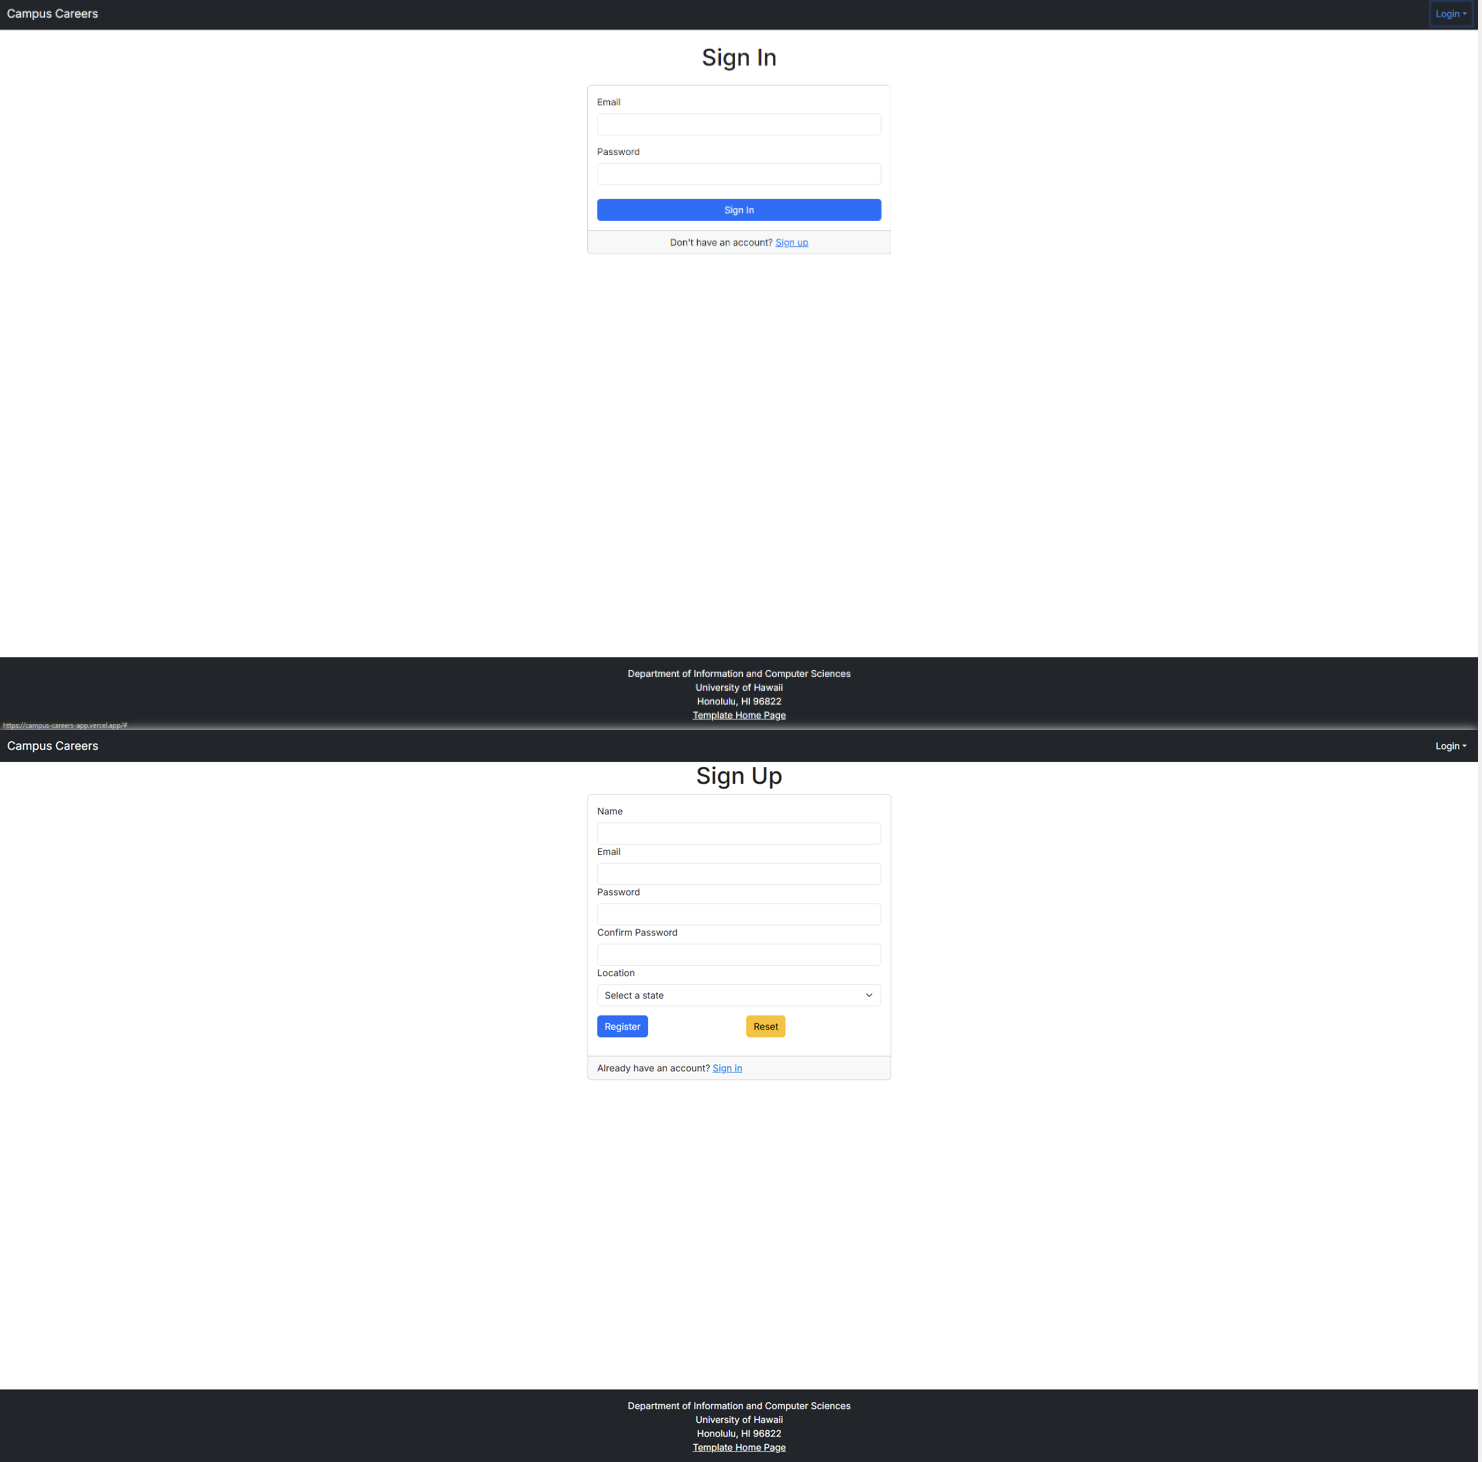 Campus Careers
Login
Sign In
Email
Password
Sign In
Don't have an account? Sign up
Department of Information and Computer Sciences
University of Hawaii
Honolulu, HI 96822
Template Home Page
https://campus-careers-app.vercel.app/#
Campus Careers
Login
Sign Up
Name
Email
Password
Confirm Password
Location
Select a state
Register
Reset
Already have an account? Sign in
Department of Information and Computer Sciences
University of Hawaii
Honolulu, HI 96822
Template Home Page